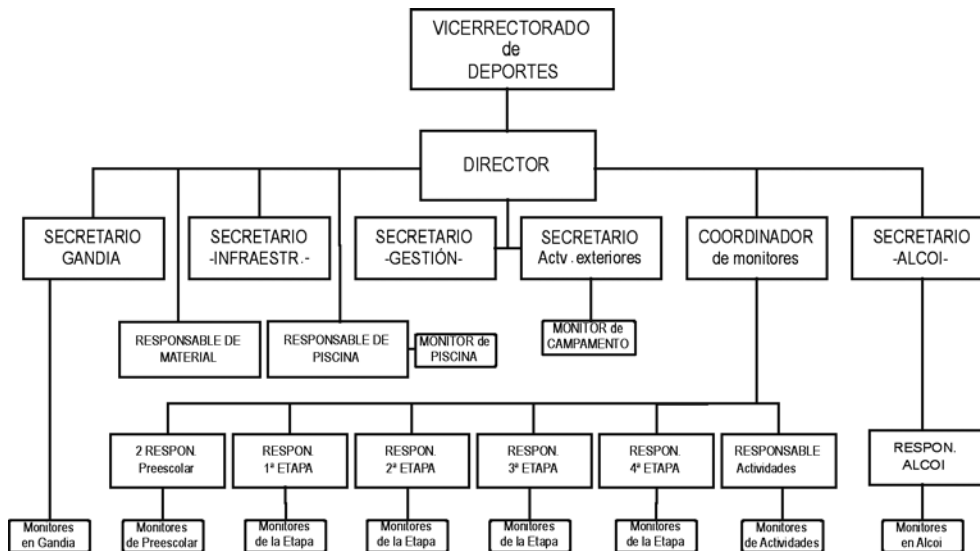 VICERRECTORADO
de
DEPORTES
DIRECTOR
SECRETARIO
GANDIA
SECRETARIO
-INFRAESTR.-
SECRETARIO
-GESTIÓN-
SECRETARIO
Actv. exteriores
COORDINADOR
de monitores
SECRETARIO
-ALCOI-
RESPONSABLE DE
MATERIAL
RESPONSABLE DE
PISCINA
MONITOR de
PISCINA
MONITOR de
CAMPAMENTO
2 RESPON.
Preescolar
RESPON.
1ª ETAPA
RESPON.
2ª ETAPA
RESPON.
3ª ETAPA
RESPON.
4ª ETAPA
RESPONSABLE
Actividades
RESPON.
ALCOI
Monitores
en Gandia
Monitores
de Preescolar
Monitores
de la Etapa
Monitores
de la Etapa
Monitores
de la Etapa
Monitores
de la Etapa
Monitores
de Actividades
Monitores
en Alcoi